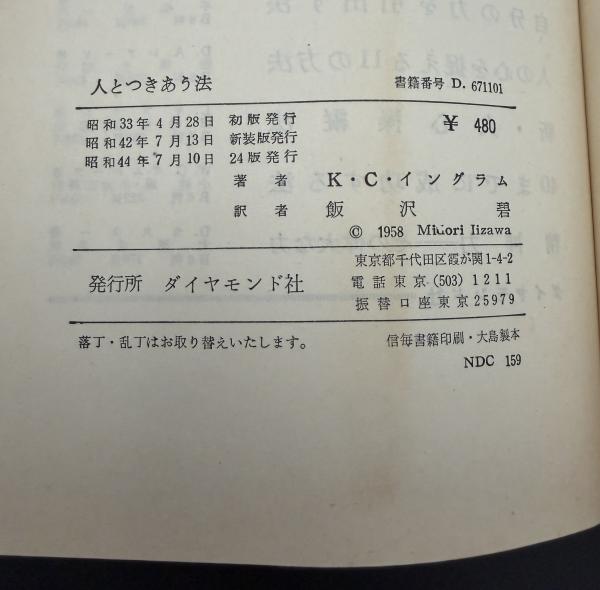 人とつきあう法 書籍番号 D. 671101
昭和33年 4月28日 初版発行 ￥ 480
昭和42年 7月13日 新装版発行
昭和44年 7月10日 24版発行
著者 K・C・イングラム
訳者 飯沢碧
© 1958 Midori Iizawa
発行所 ダイヤモンド社
東京都千代田区霞が関1-4-2
電話東京(503)1211
振替口座東京25979
落丁・乱丁はお取り替えいたします。 信毎書籍印刷・大島製本
NDC 159